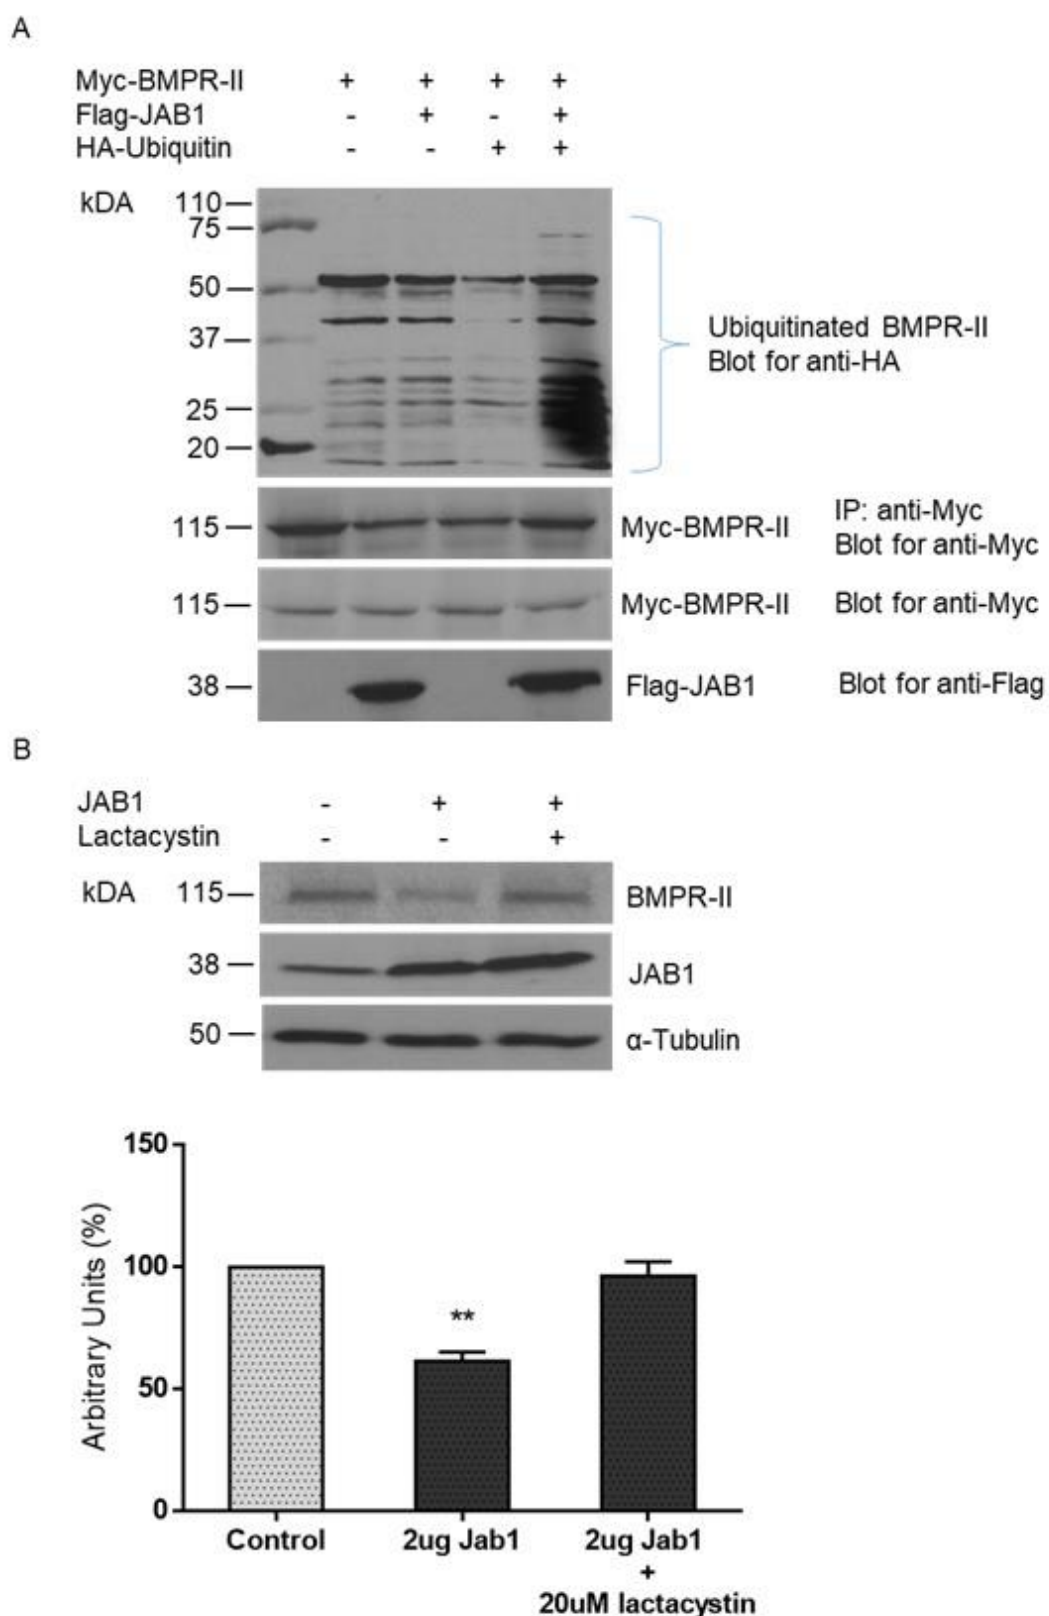 A
Myc-BMPR-II + + + +
Flag-JAB1 - + - +
HA-Ubiquitin - - + +
kDA 110
75
50
37
25
20
Ubiquitinated BMPR-II
Blot for anti-HA
115 Myc-BMPR-II IP: anti-Myc
Blot for anti-Myc
115 Myc-BMPR-II Blot for anti-Myc
38 Flag-JAB1 Blot for anti-Flag
B
JAB1 - + +
Lactacystin - - +
kDA 115 BMPR-II
38 JAB1
50 α-Tubulin
150
100
50
0
Arbitrary Units (%)
**
Control 2ug Jab1 2ug Jab1
+
20uM lactacystin